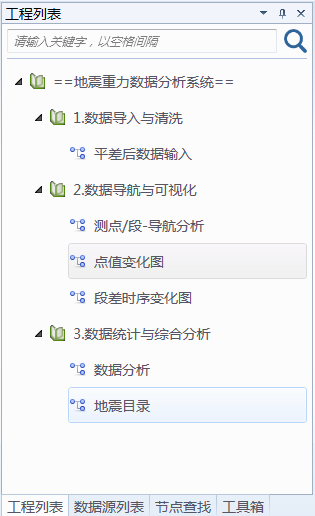 工程列表
请输入关键字，以空格间隔
==地震重力数据分析系统==
1.数据导入与清洗
平差后数据输入
2.数据导航与可视化
测点/段-导航分析
点值变化图
段差时序变化图
3.数据统计与综合分析
数据分析
地震目录
工程列表 数据源列表 节点查找 工具箱